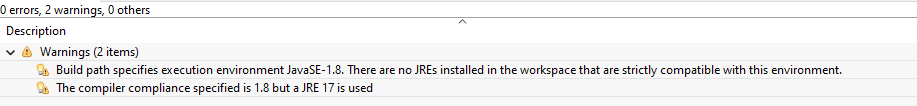 0 errors, 2 warnings, 0 others
Description
Warnings (2 items)
Build path specifies execution environment JavaSE-1.8. There are no JREs installed in the workspace that are strictly compatible with this environment.
The compiler compliance specified is 1.8 but a JRE 17 is used